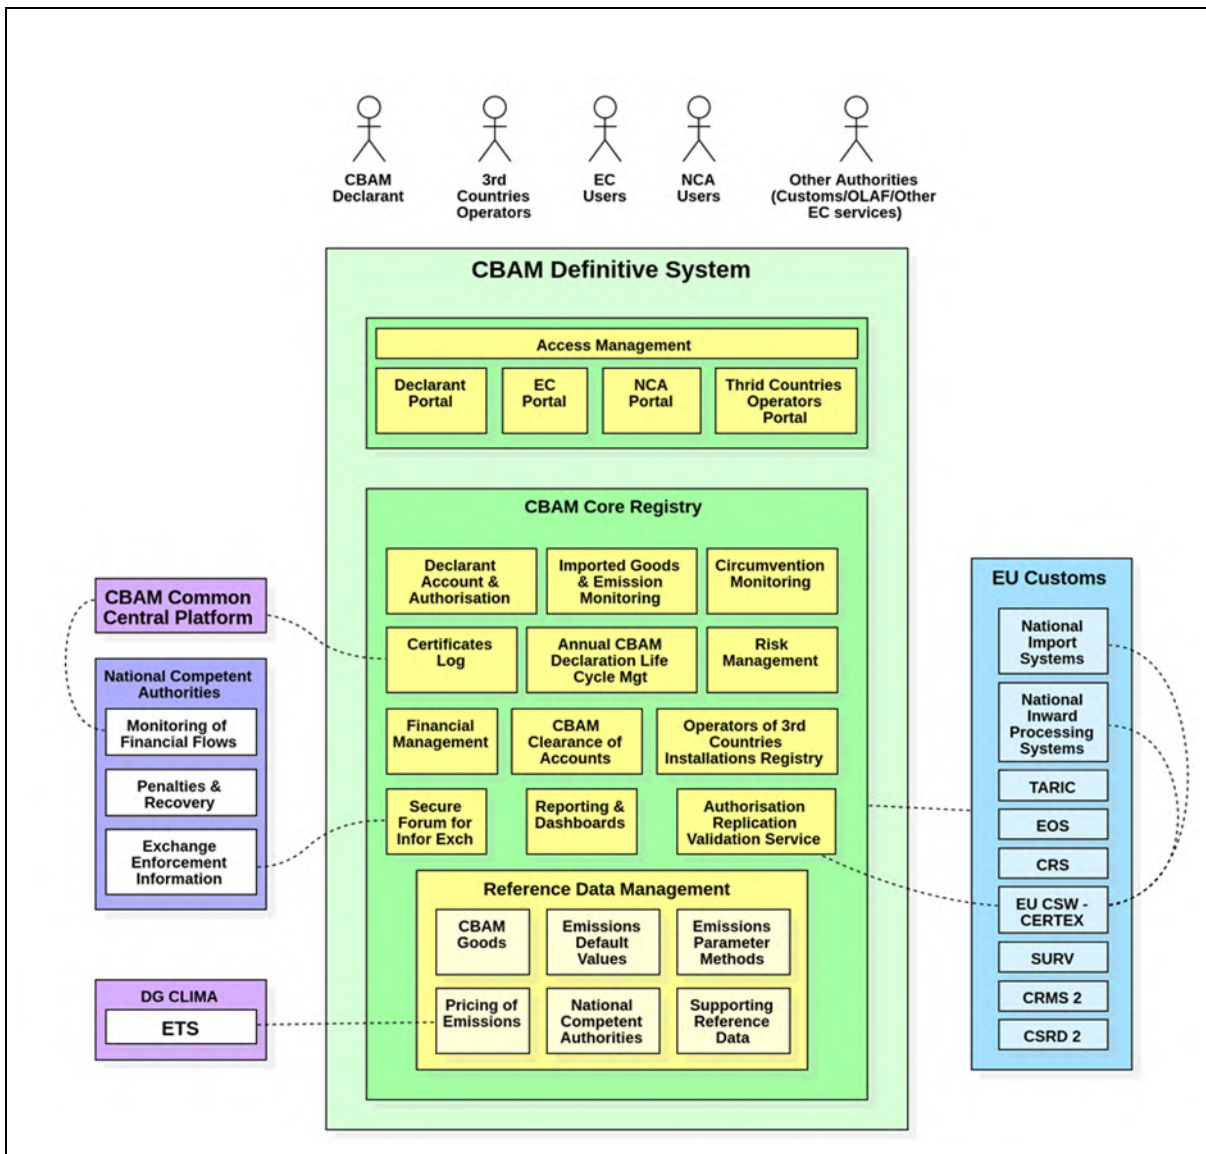 CBAM
Declarant
3rd
Countries
Operators
EC
Users
NCA
Users
Other Authorities
(Customs/OLAF/Other
EC services)
CBAM Definitive System
Access Management
Declarant
Portal
EC
Portal
NCA
Portal
Thrid Countries
Operators
Portal
CBAM Core Registry
Declarant
Account &
Authorisation
Imported Goods
& Emission
Monitoring
Circumvention
Monitoring
Certificates
Log
Annual CBAM
Declaration Life
Cycle Mgt
Risk
Management
Financial
Management
CBAM
Clearance of
Accounts
Operators of 3rd
Countries
Installations Registry
Secure
Forum for
Infor Exch
Reporting &
Dashboards
Authorisation
Replication
Validation Service
Reference Data Management
CBAM
Goods
Emissions
Default
Values
Emissions
Parameter
Methods
Pricing of
Emissions
National
Competent
Authorities
Supporting
Reference
Data
CBAM Common
Central Platform
National Competent
Authorities
Monitoring of
Financial Flows
Penalties &
Recovery
Exchange
Enforcement
Information
DG CLIMA
ETS
EU Customs
National
Import
Systems
National
Inward
Processing
Systems
TARIC
EOS
CRS
EU CSW -
CERTEX
SURV
CRMS 2
CSRD 2